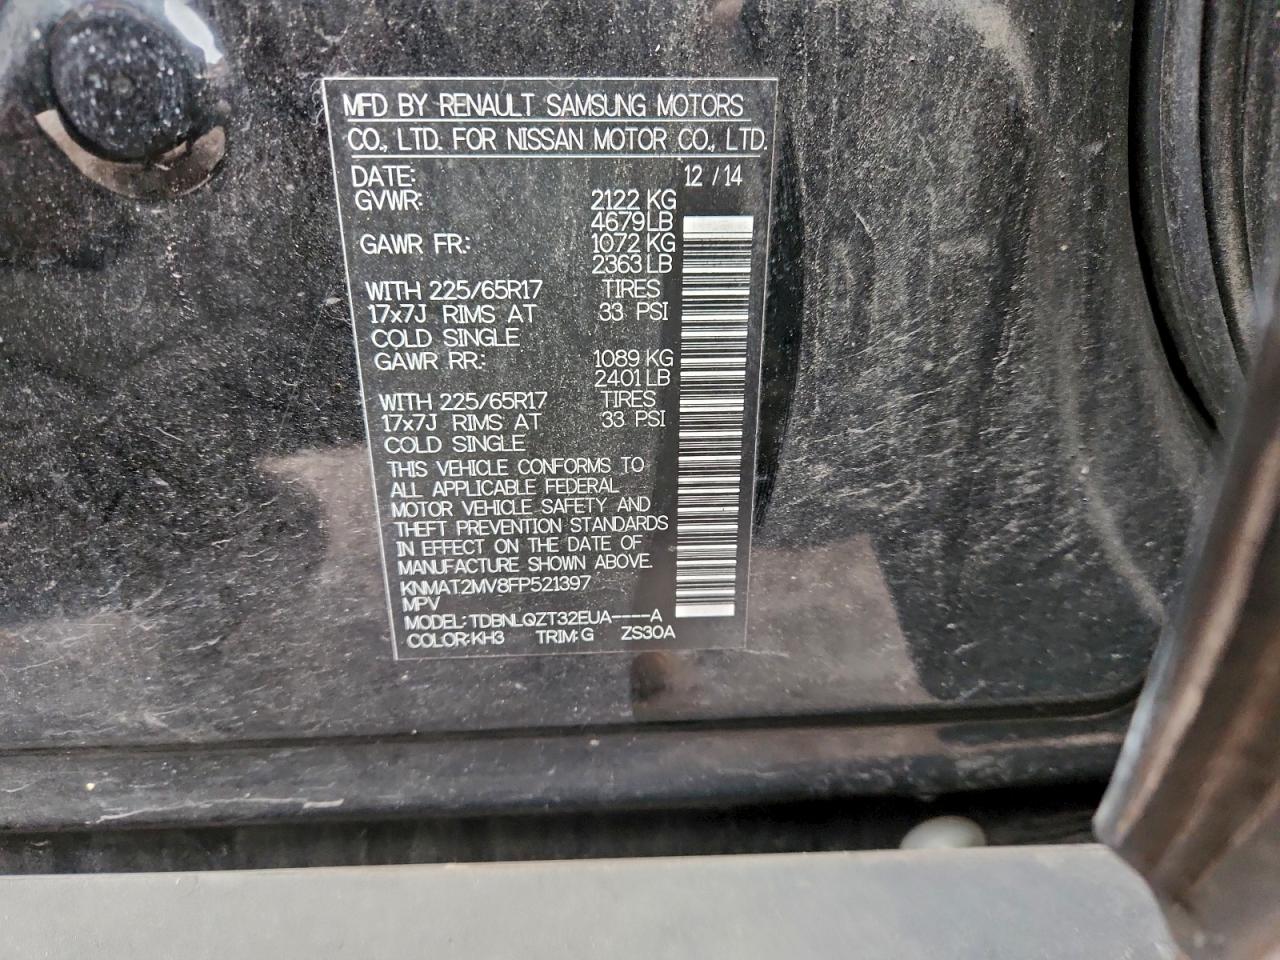 MFD BY RENAULT SAMSUNG MOTORS
CO., LTD. FOR NISSAN MOTOR CO., LTD.
DATE: 12 / 14
GVWR: 2122 KG
4679 LB
GAWR FR: 1072 KG
2363 LB
WITH 225/65R17 TIRES
17x7J RIMS AT 33 PSI
COLD SINGLE
GAWR RR: 1089 KG
2401 LB
WITH 225/65R17 TIRES
17x7J RIMS AT 33 PSI
COLD SINGLE
THIS VEHICLE CONFORMS TO
ALL APPLICABLE FEDERAL
MOTOR VEHICLE SAFETY AND
THEFT PREVENTION STANDARDS
IN EFFECT ON THE DATE OF
MANUFACTURE SHOWN ABOVE.
KNMAT2MV8FP521397
MPV
MODEL: TDBNLQZT32EUA----A
COLOR: KH3 TRIM: G ZS30A